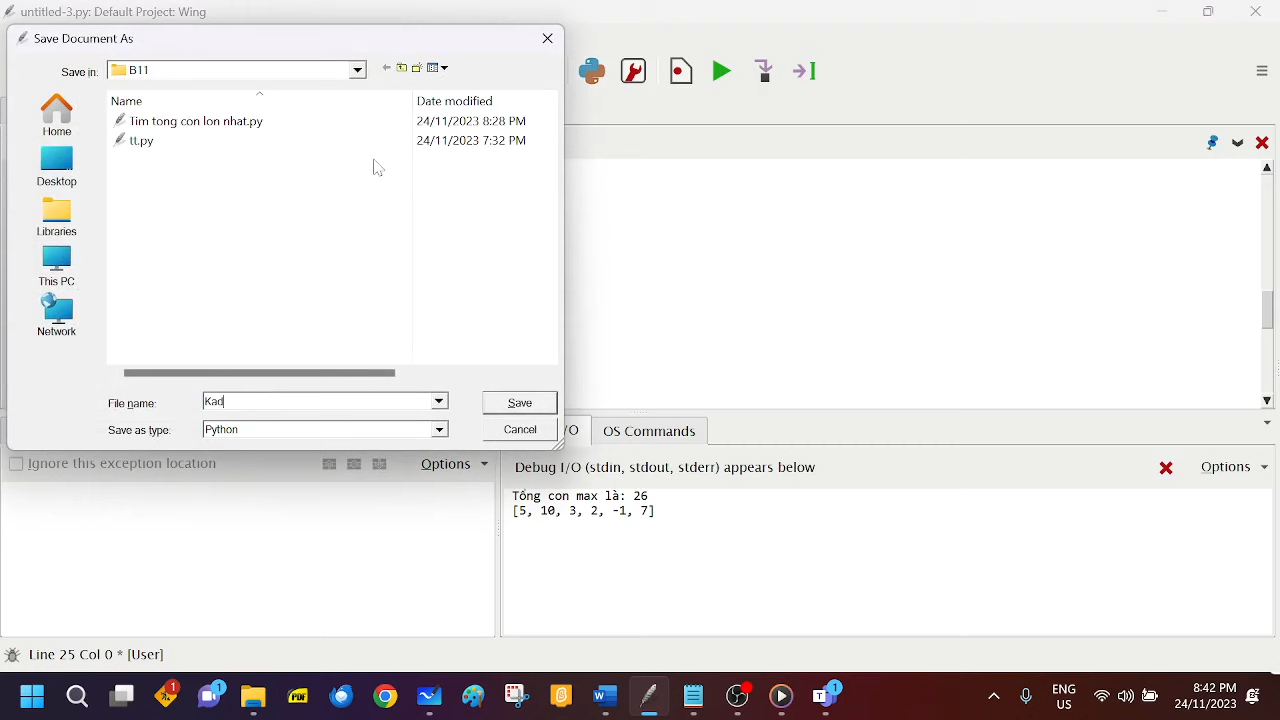 untitled-3.py: Default Project: Wing
Save Document As
Save in:
B11
Name
Date modified
Tim tong con lon nhat.py
24/11/2023 8:28 PM
tt.py
24/11/2023 7:32 PM
Home
Desktop
Libraries
This PC
Network
File name:
Kad
Save
Save as type:
Python
Cancel
I/O
OS Commands
Ignore this exception location
Options
Debug I/O (stdin, stdout, stderr) appears below
Options
Tổng con max là: 26
[5, 10, 3, 2, -1, 7]
Line 25 Col 0 * [User]
1
1
PDF
1
ENG
US
8:42 PM
24/11/2023